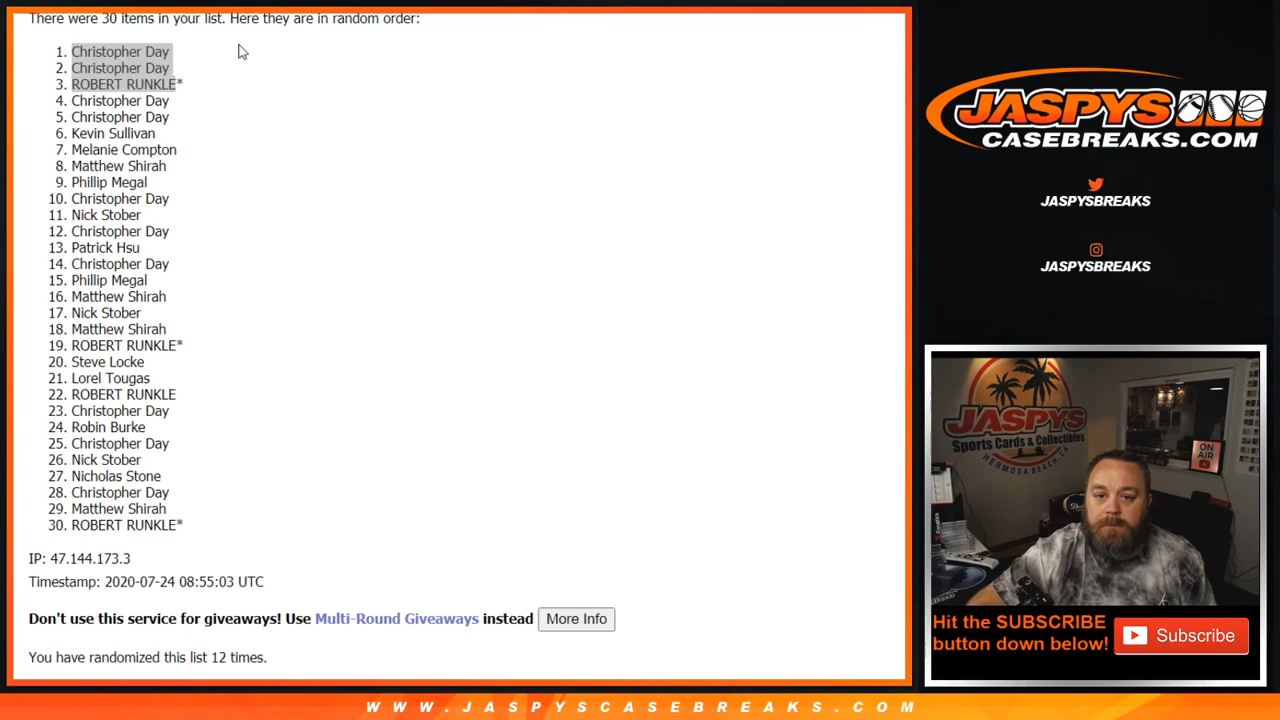 There were 30 items in your list. Here they are in random order:
1. Christopher Day
2. Christopher Day
3. ROBERT RUNKLE*
4. Christopher Day
5. Christopher Day
6. Kevin Sullivan
7. Melanie Compton
8. Matthew Shirah
9. Phillip Megal
10. Christopher Day
11. Nick Stober
12. Christopher Day
13. Patrick Hsu
14. Christopher Day
15. Phillip Megal
16. Matthew Shirah
17. Nick Stober
18. Matthew Shirah
19. ROBERT RUNKLE*
20. Steve Locke
21. Lorel Tougas
22. ROBERT RUNKLE
23. Christopher Day
24. Robin Burke
25. Christopher Day
26. Nick Stober
27. Nicholas Stone
28. Christopher Day
29. Matthew Shirah
30. ROBERT RUNKLE*
IP: 47.144.173.3
Timestamp: 2020-07-24 08:55:03 UTC
Don't use this service for giveaways! Use Multi-Round Giveaways instead More Info
You have randomized this list 12 times.
JASPYS
CASEBREAKS.COM
JASPYSBREAKS
JASPYSBREAKS
JASPYS
Sports Cards & Collectibles
HERMOSA BEACH, CA
ON
AIR
Hit the SUBSCRIBE
button down below!
Subscribe
WWW.JASPYSCASEBREAKS.COM